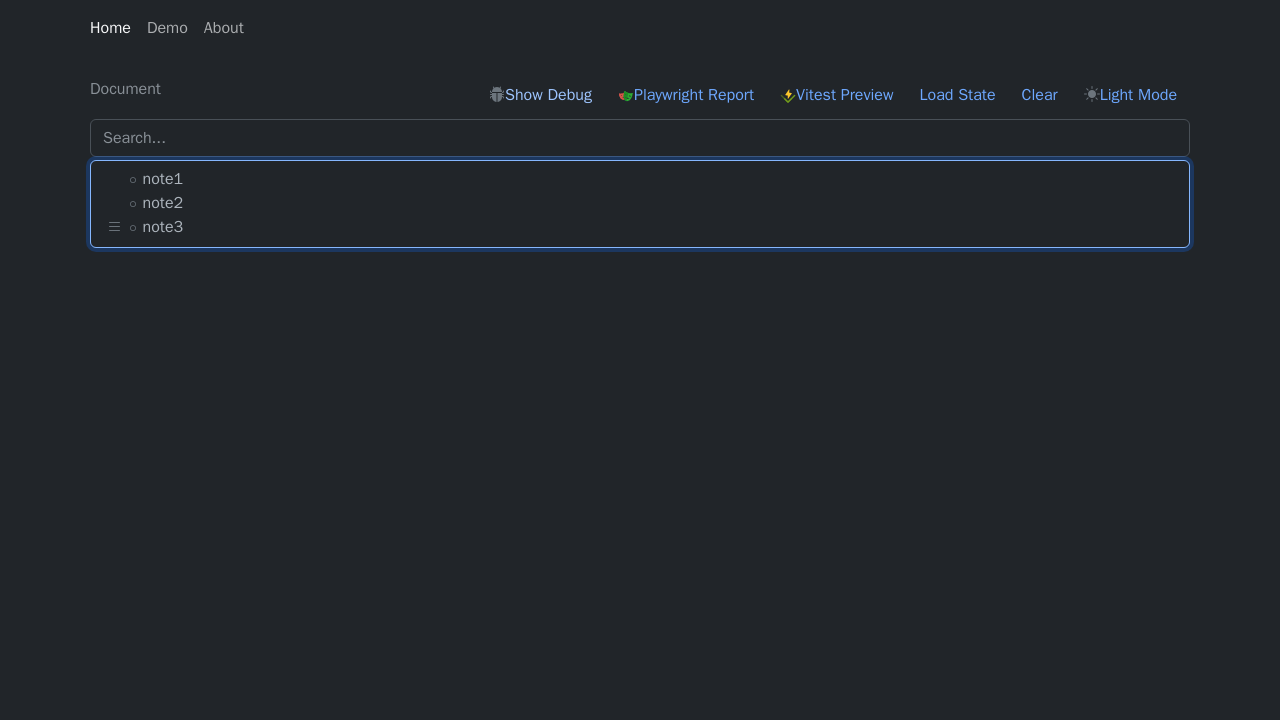 Home Demo About
Document
Show Debug Playwright Report Vitest Preview Load State Clear Light Mode
Search...
note1
note2
note3